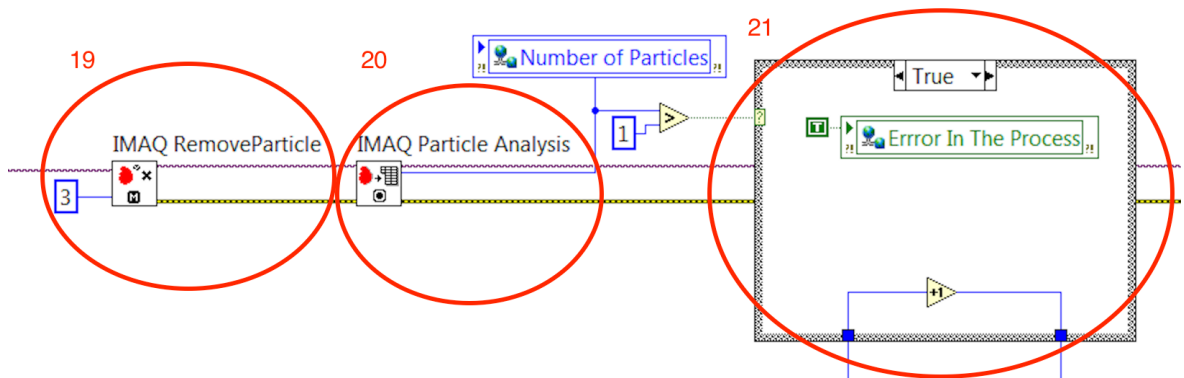 19
20
21
Number of Particles
?!
?!
True
IMAQ RemoveParticle
IMAQ Particle Analysis
>
1
?
T
Errror In The Process
?!
?!
3
M
+1